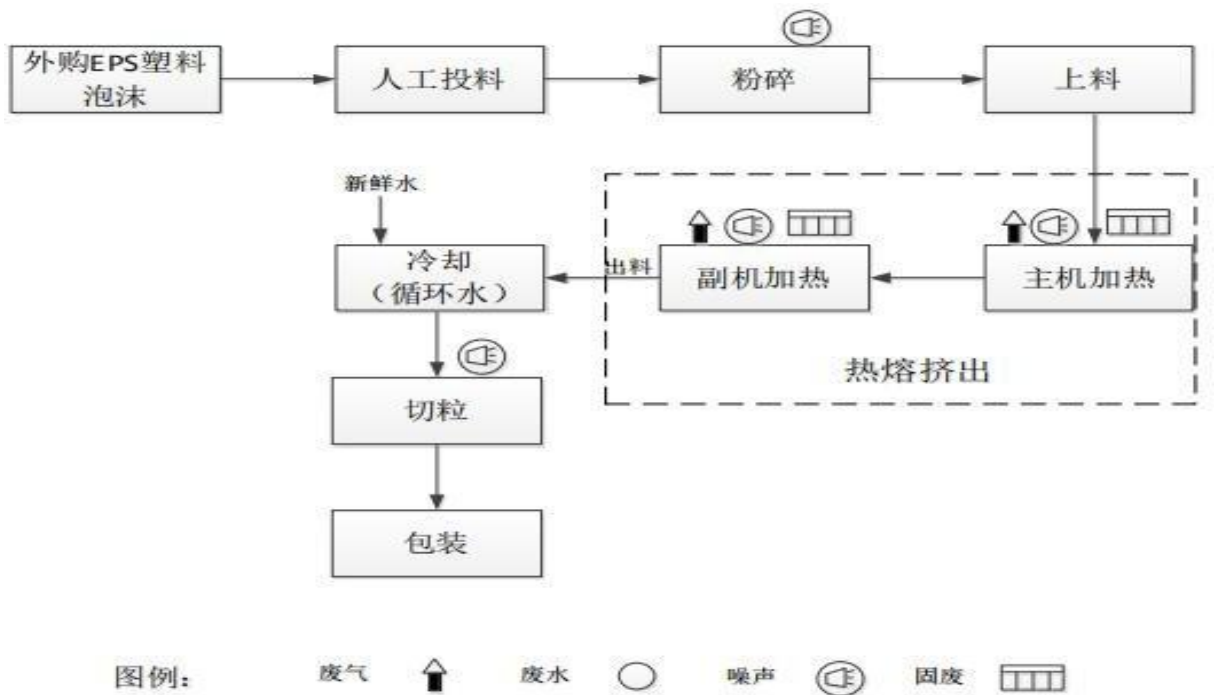 外购EPS塑料
泡沫
人工投料
粉碎
上料
新鲜水
冷却
（循环水）
出料
副机加热
主机加热
热熔挤出
切粒
包装
图例：
废气
废水
噪声
固废